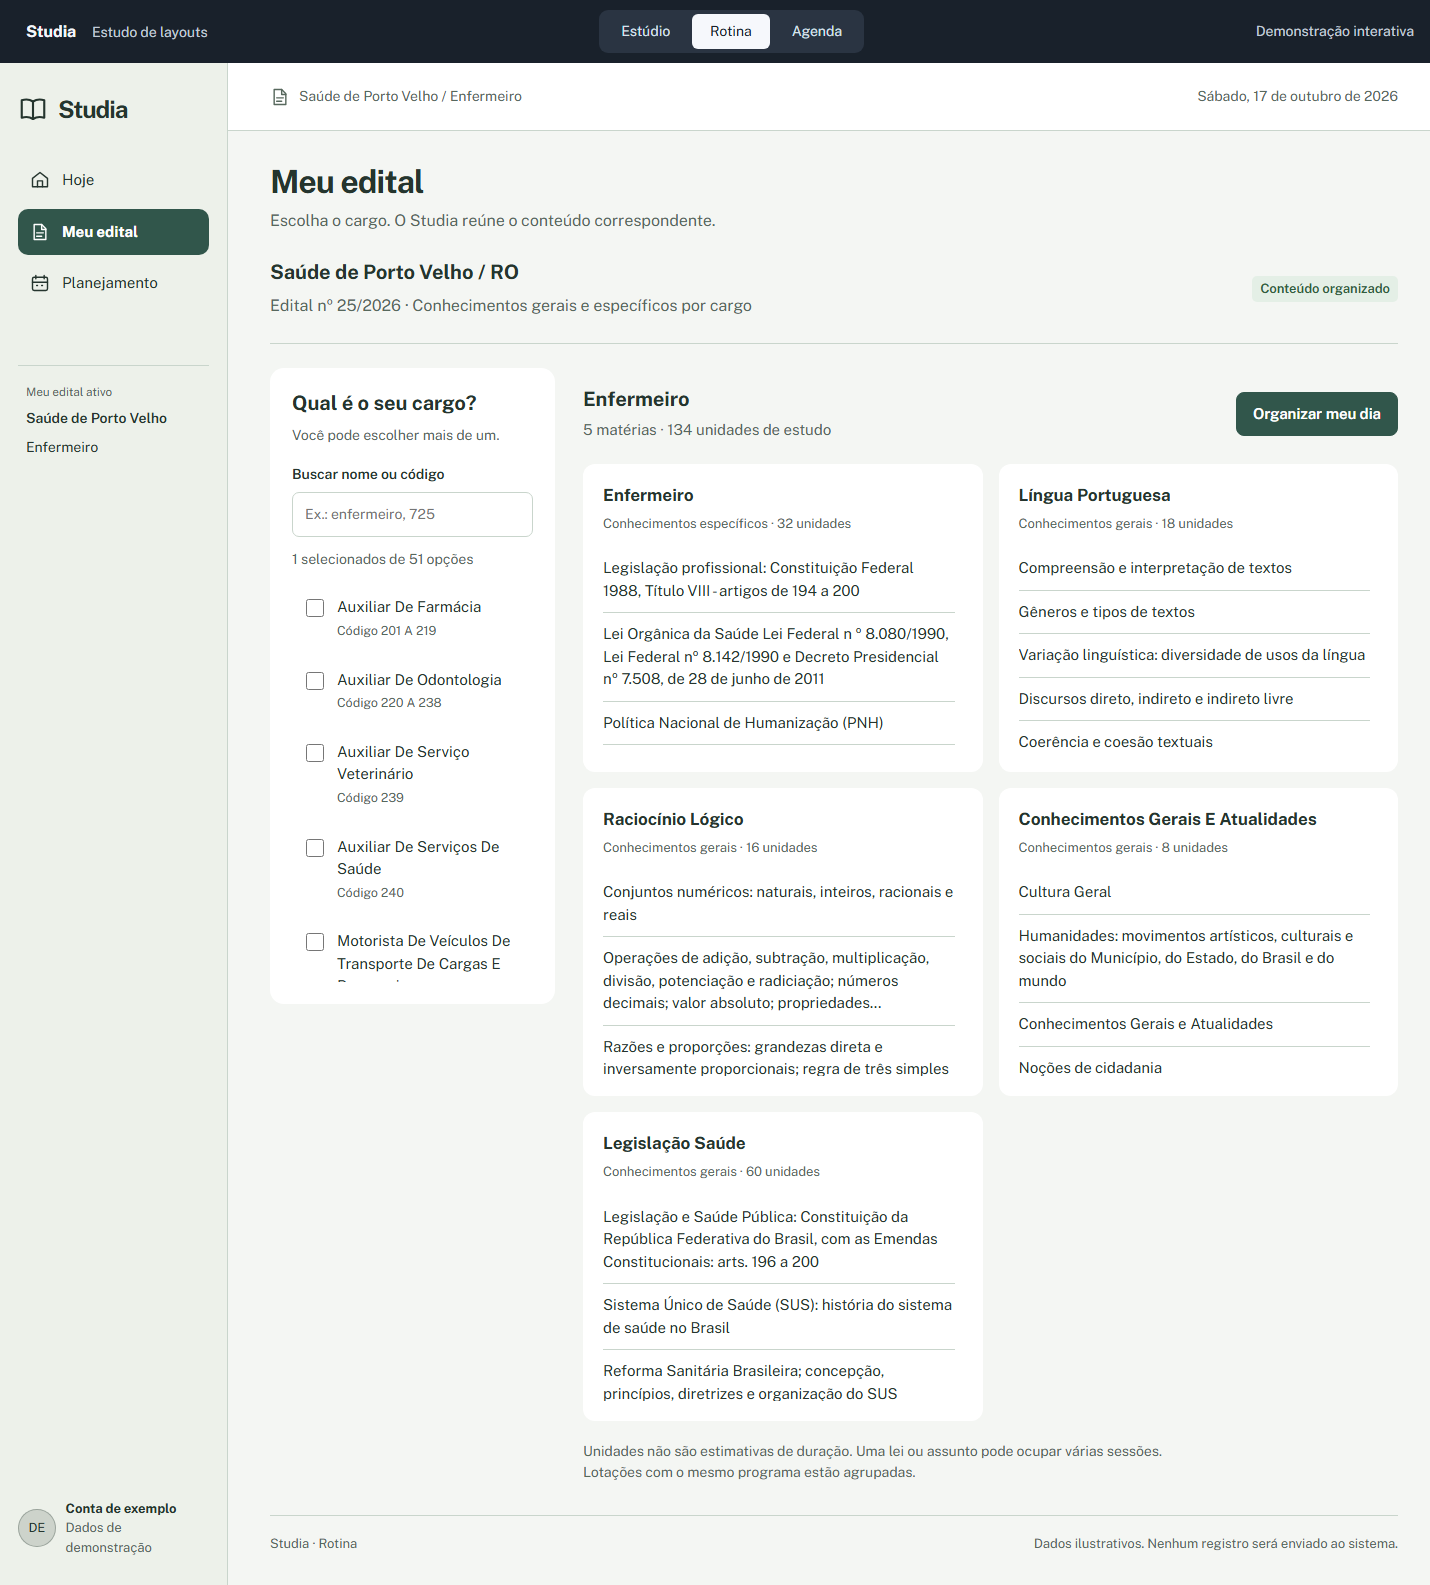 Studia Estudo de layouts
Estúdio
Rotina
Agenda
Demonstração interativa
Studia
Hoje
Meu edital
Planejamento
Meu edital ativo
Saúde de Porto Velho
Enfermeiro
DE
Conta de exemplo
Dados de
demonstração
Saúde de Porto Velho / Enfermeiro
Sábado, 17 de outubro de 2026
Meu edital
Escolha o cargo. O Studia reúne o conteúdo correspondente.
Saúde de Porto Velho / RO
Edital nº 25/2026 · Conhecimentos gerais e específicos por cargo
Conteúdo organizado
Qual é o seu cargo?
Você pode escolher mais de um.
Buscar nome ou código
Ex.: enfermeiro, 725
1 selecionados de 51 opções
Auxiliar De Farmácia
Código 201 A 219
Auxiliar De Odontologia
Código 220 A 238
Auxiliar De Serviço
Veterinário
Código 239
Auxiliar De Serviços De
Saúde
Código 240
Motorista De Veículos De
Transporte De Cargas E
Enfermeiro
5 matérias · 134 unidades de estudo
Organizar meu dia
Enfermeiro
Conhecimentos específicos · 32 unidades
Legislação profissional: Constituição Federal
1988, Título VIII - artigos de 194 a 200
Lei Orgânica da Saúde Lei Federal n º 8.080/1990,
Lei Federal nº 8.142/1990 e Decreto Presidencial
nº 7.508, de 28 de junho de 2011
Política Nacional de Humanização (PNH)
Língua Portuguesa
Conhecimentos gerais · 18 unidades
Compreensão e interpretação de textos
Gêneros e tipos de textos
Variação linguística: diversidade de usos da língua
Discursos direto, indireto e indireto livre
Coerência e coesão textuais
Raciocínio Lógico
Conhecimentos gerais · 16 unidades
Conjuntos numéricos: naturais, inteiros, racionais e
reais
Operações de adição, subtração, multiplicação,
divisão, potenciação e radiciação; números
decimais; valor absoluto; propriedades...
Razões e proporções: grandezas direta e
inversamente proporcionais; regra de três simples
Conhecimentos Gerais E Atualidades
Conhecimentos gerais · 8 unidades
Cultura Geral
Humanidades: movimentos artísticos, culturais e
sociais do Município, do Estado, do Brasil e do
mundo
Conhecimentos Gerais e Atualidades
Noções de cidadania
Legislação Saúde
Conhecimentos gerais · 60 unidades
Legislação e Saúde Pública: Constituição da
República Federativa do Brasil, com as Emendas
Constitucionais: arts. 196 a 200
Sistema Único de Saúde (SUS): história do sistema
de saúde no Brasil
Reforma Sanitária Brasileira; concepção,
princípios, diretrizes e organização do SUS
Unidades não são estimativas de duração. Uma lei ou assunto pode ocupar várias sessões.
Lotações com o mesmo programa estão agrupadas.
Studia · Rotina
Dados ilustrativos. Nenhum registro será enviado ao sistema.